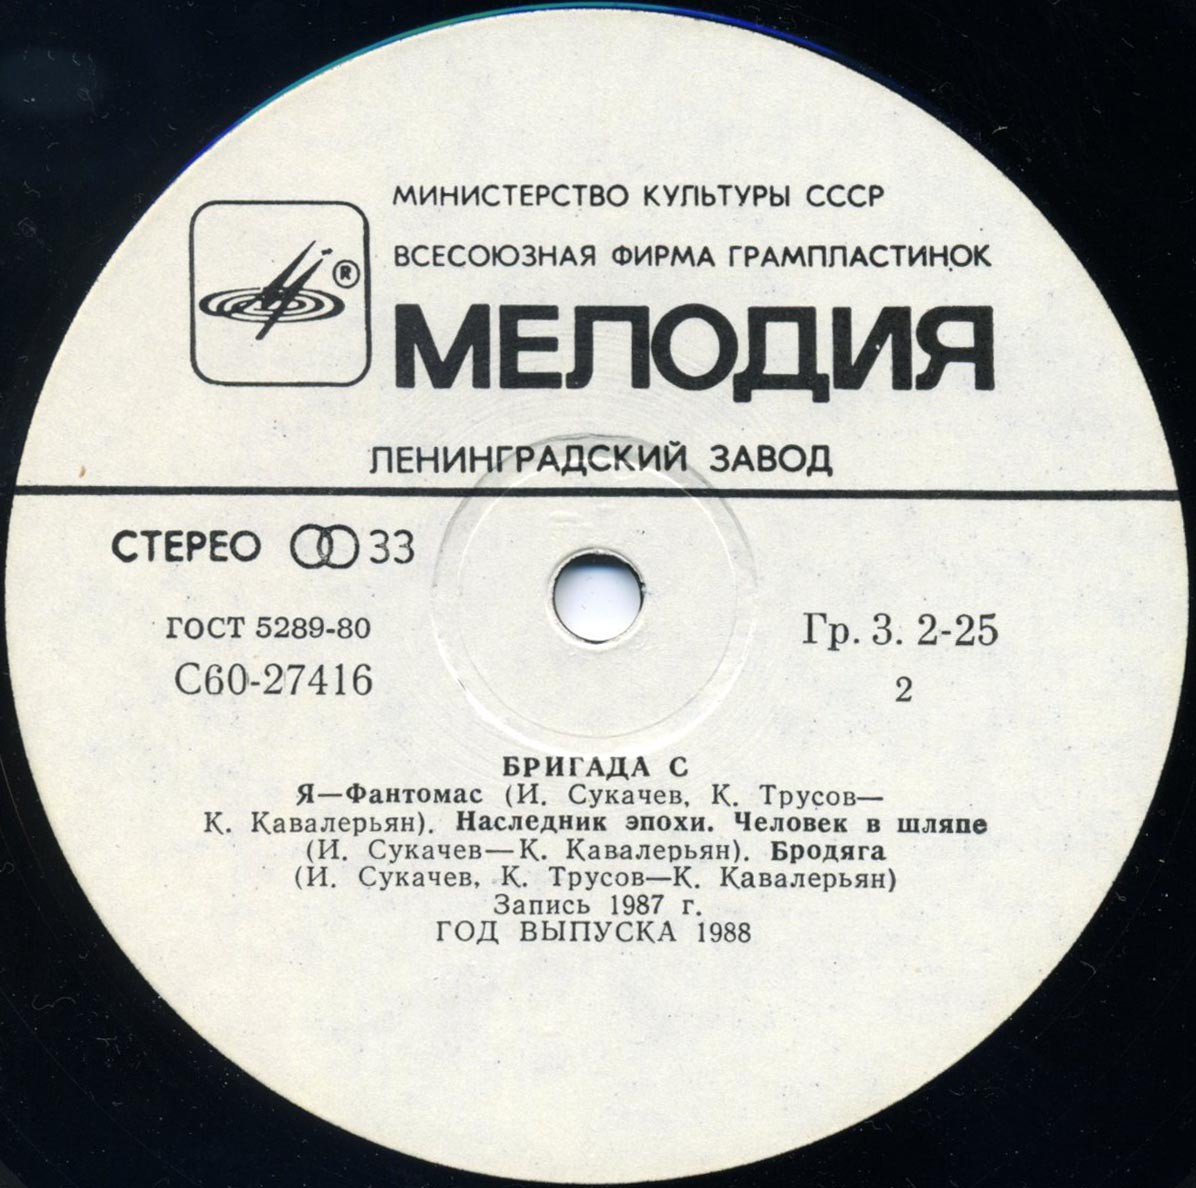 МИНИСТЕРСТВО КУЛЬТУРЫ СССР
ВСЕСОЮЗНАЯ ФИРМА ГРАМПЛАСТИНОК
®
МЕЛОДИЯ
ЛЕНИНГРАДСКИЙ ЗАВОД
СТЕРЕО 33
ГОСТ 5289-80
Гр. 3. 2-25
С60-27416
2
БРИГАДА С
Я—Фантомас (И. Сукачев, К. Трусов—
К. Кавалерьян). Наследник эпохи. Человек в шляпе
(И. Сукачев—К. Кавалерьян). Бродяга
(И. Сукачев, К. Трусов—К. Кавалерьян)
Запись 1987 г.
ГОД ВЫПУСКА 1988